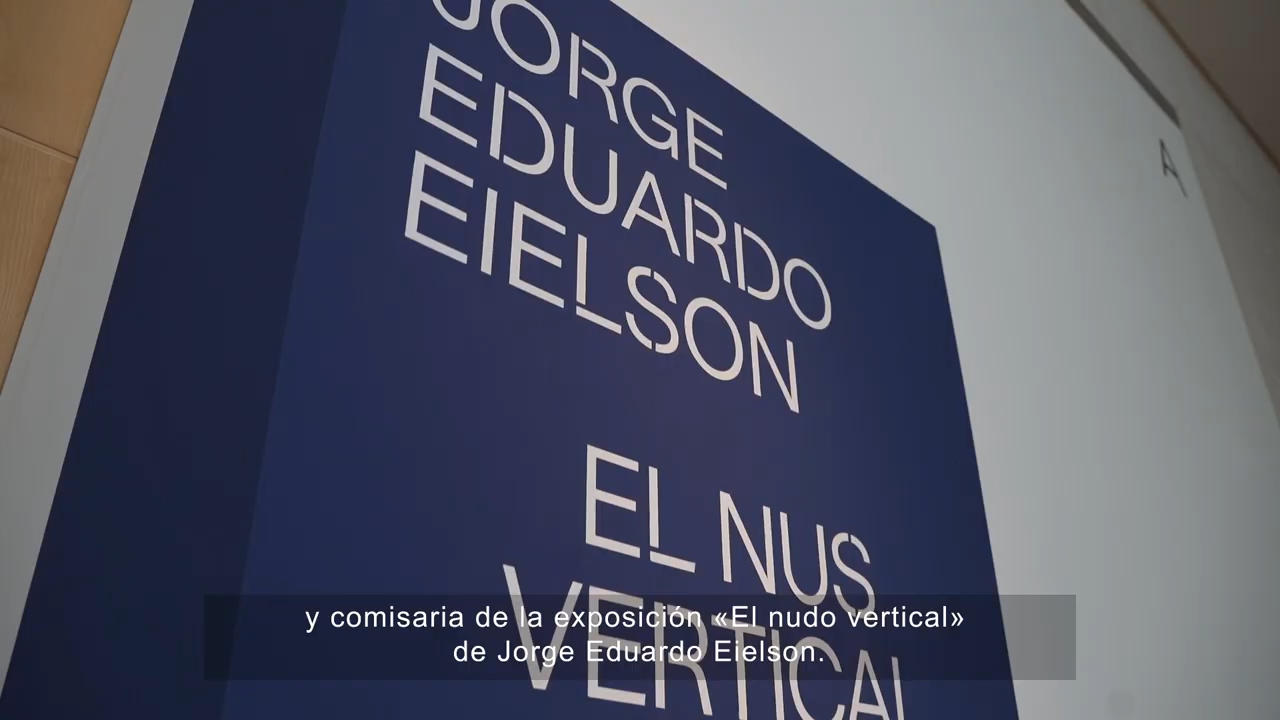 JORGE
EDUARDO
EIELSON
EL NUS
VERTICAL
A
y comisaria de la exposición «El nudo vertical»
de Jorge Eduardo Eielson.